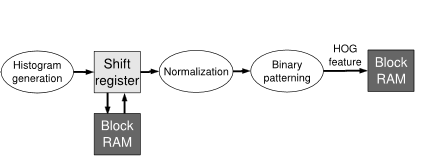 Histogram
generation
Shift
register
Block
RAM
Normalization
Binary
patterning
HOG
feature
Block
RAM